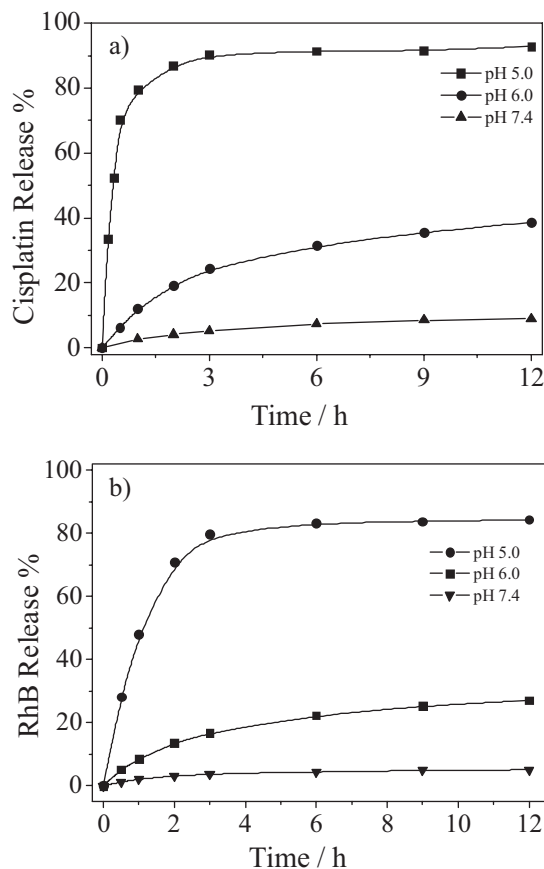 a)
100
80
60
40
20
0
Cisplatin Release %
pH 5.0
pH 6.0
pH 7.4
0 3 6 9 12
Time / h
b)
100
80
60
40
20
0
RhB Release %
pH 5.0
pH 6.0
pH 7.4
0 2 4 6 8 10 12
Time / h